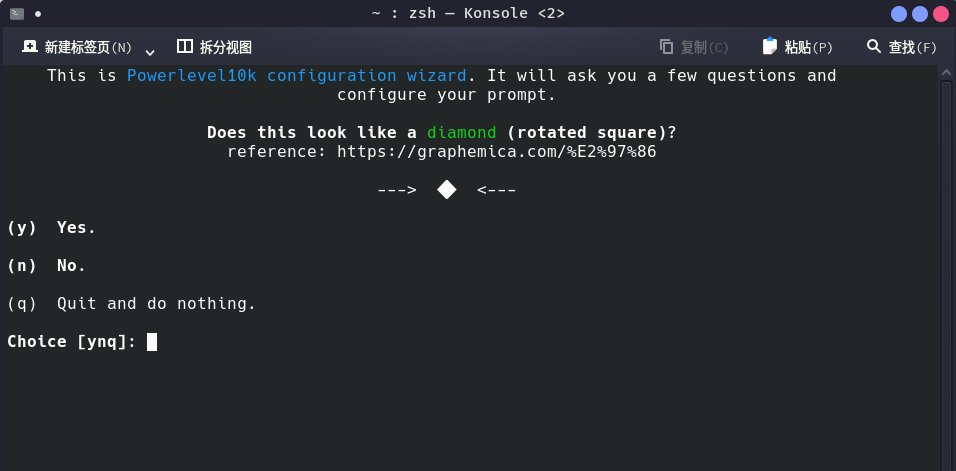 ~ : zsh — Konsole <2>
新建标签页(N) 拆分视图 复制(C) 粘贴(P) 查找(F)
This is Powerlevel10k configuration wizard. It will ask you a few questions and
configure your prompt.
Does this look like a diamond (rotated square)?
reference: https://graphemica.com/%E2%97%86
---> ◆ <---
(y) Yes.
(n) No.
(q) Quit and do nothing.
Choice [ynq]: